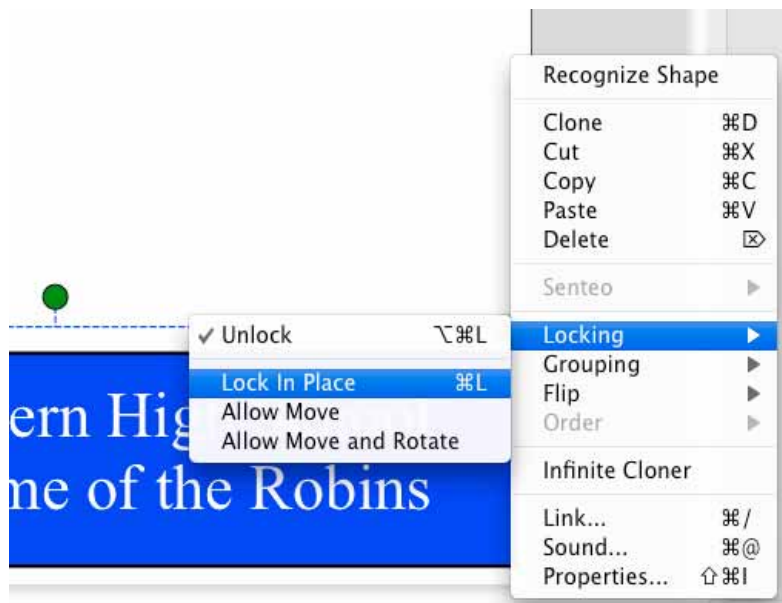 Recognize Shape
Clone ⌘D
Cut ⌘X
Copy ⌘C
Paste ⌘V
Delete ⌦
Senteo
Locking
Grouping
Flip
Order
Infinite Cloner
Link... ⌘/
Sound... ⌘@
Properties... ⇧⌘I
✓ Unlock ⌥⌘L
Lock In Place ⌘L
Allow Move
Allow Move and Rotate
ern Hig
me of the Robins